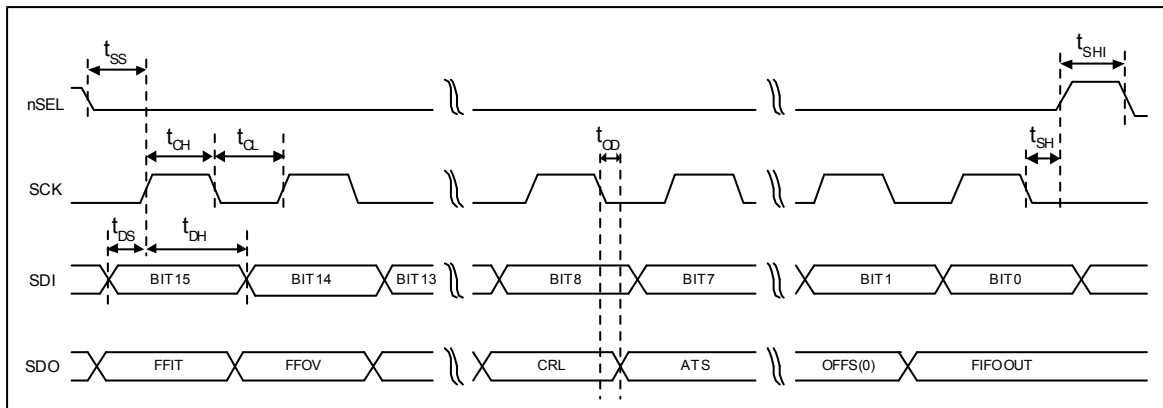 tSS
tSHI
nSEL
tCH
tCL
tOD
tSH
SCK
tDS
tDH
SDI
BIT15
BIT14
BIT13
BIT8
BIT7
BIT1
BIT0
SDO
FFIT
FFOV
CRL
ATS
OFFS(0)
FIFOOUT